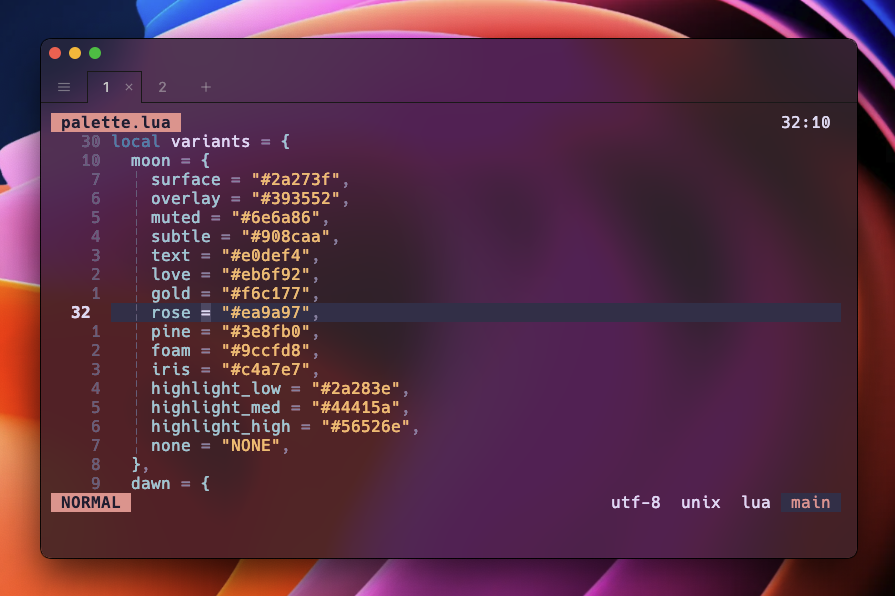 1 × 2 +
palette.lua 32:10
30 local variants = {
10 moon = {
7 surface = "#2a273f",
6 overlay = "#393552",
5 muted = "#6e6a86",
4 subtle = "#908caa",
3 text = "#e0def4",
2 love = "#eb6f92",
1 gold = "#f6c177",
32 rose = "#ea9a97",
1 pine = "#3e8fb0",
2 foam = "#9ccfd8",
3 iris = "#c4a7e7",
4 highlight_low = "#2a283e",
5 highlight_med = "#44415a",
6 highlight_high = "#56526e",
7 none = "NONE",
8 },
9 dawn = {
NORMAL utf-8 unix lua main